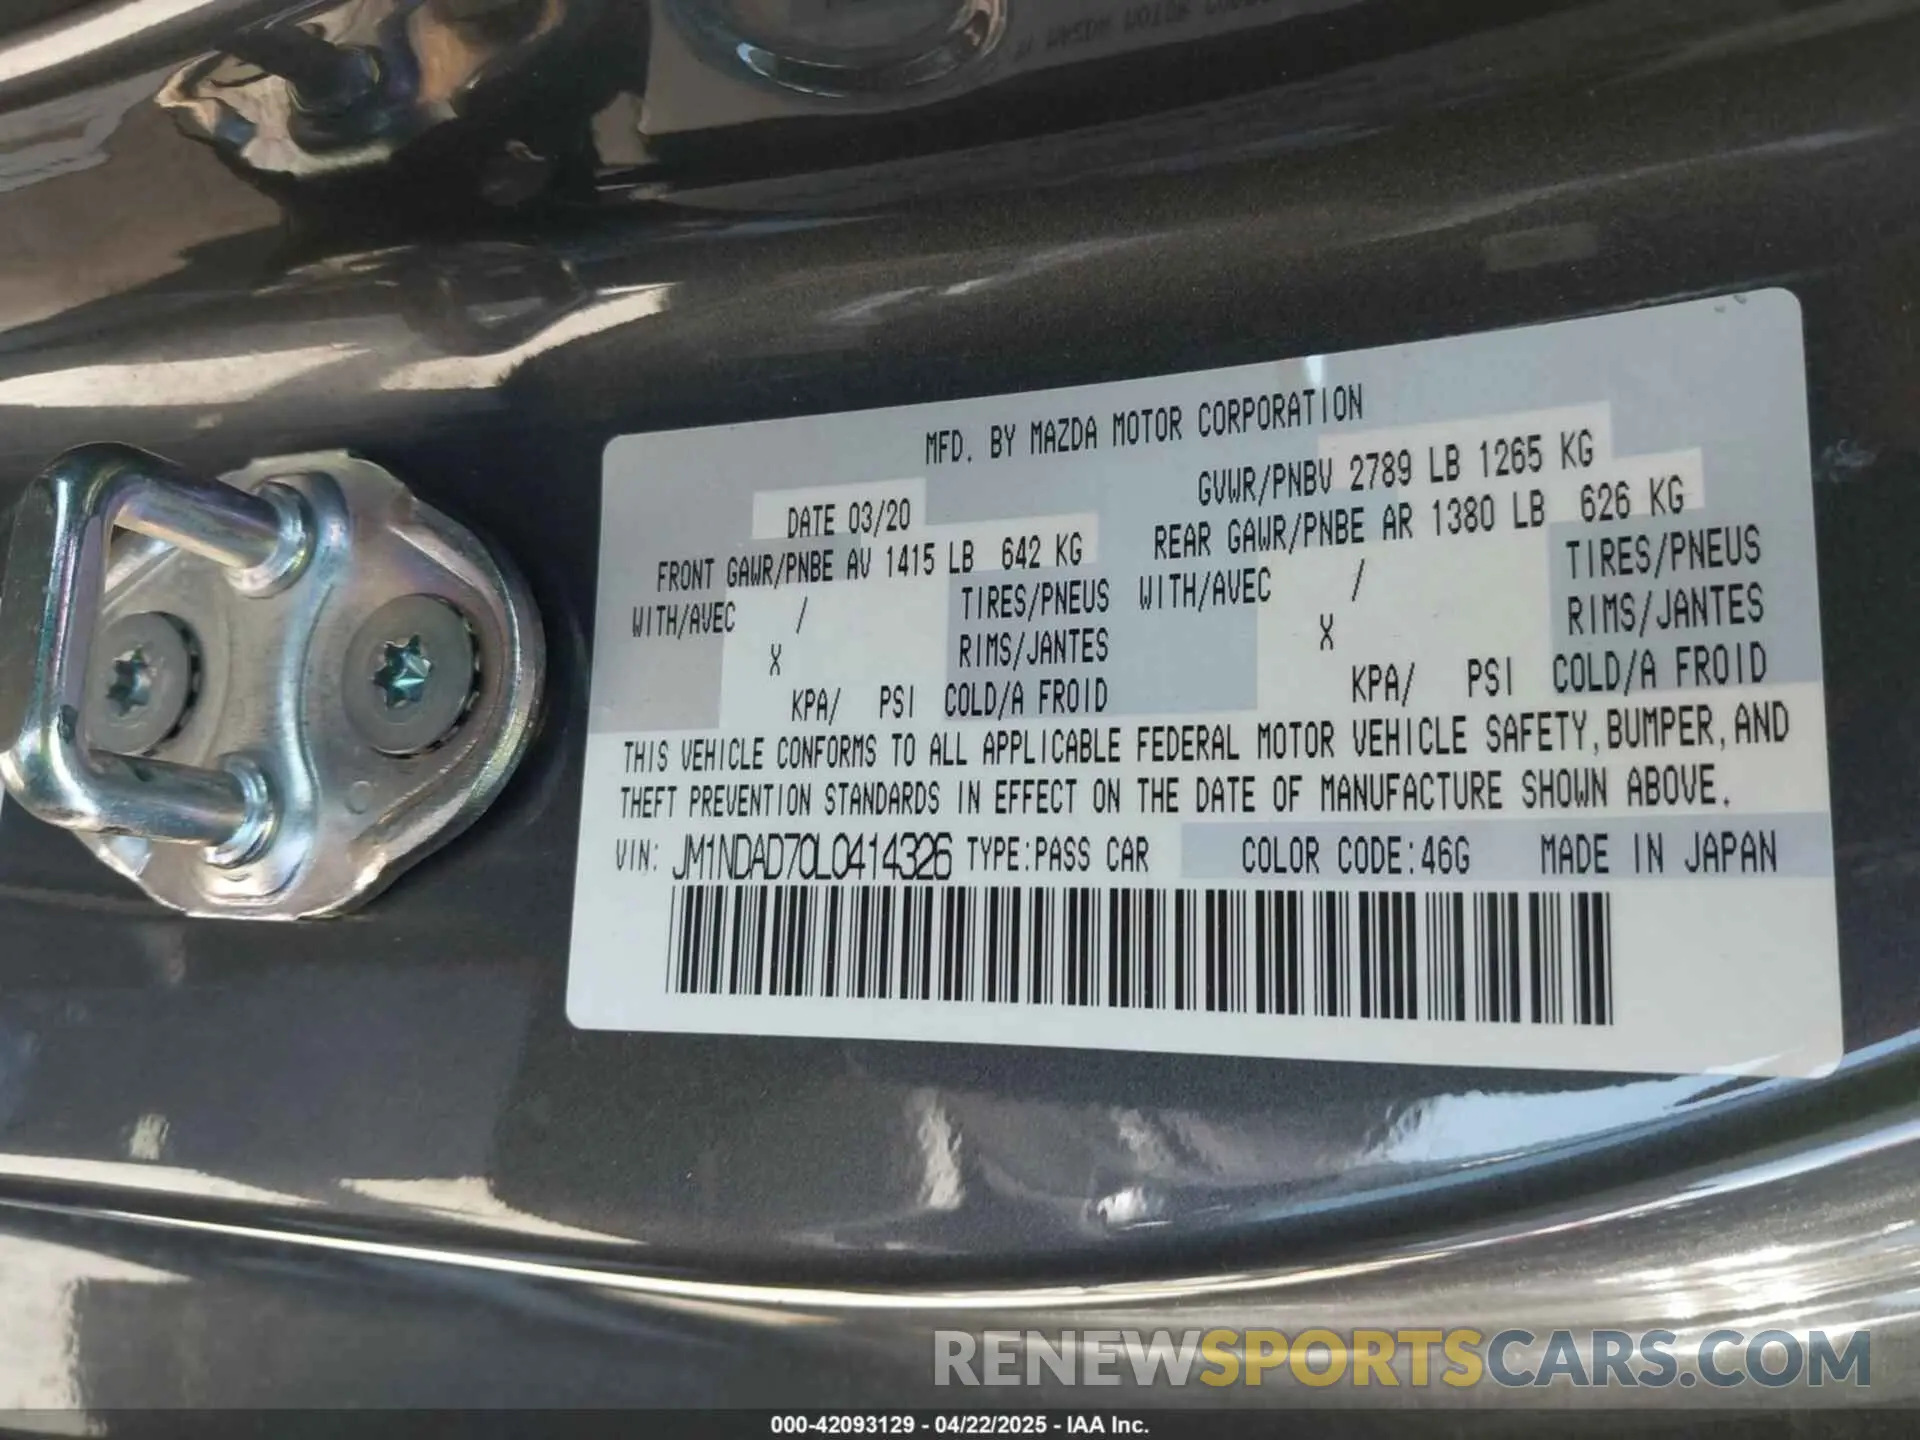 MFD. BY MAZDA MOTOR CORPORATION
DATE 03/20
GVWR/PNBV 2789 LB 1265 KG
FRONT GAWR/PNBE AV 1415 LB 642 KG
REAR GAWR/PNBE AR 1380 LB 626 KG
WITH/AVEC / TIRES/PNEUS WITH/AVEC / TIRES/PNEUS
X RIMS/JANTES X RIMS/JANTES
KPA/ PSI COLD/A FROID KPA/ PSI COLD/A FROID
THIS VEHICLE CONFORMS TO ALL APPLICABLE FEDERAL MOTOR VEHICLE SAFETY, BUMPER, AND
THEFT PREVENTION STANDARDS IN EFFECT ON THE DATE OF MANUFACTURE SHOWN ABOVE.
VIN: JM1NDAD70L0414326 TYPE:PASS CAR COLOR CODE:46G MADE IN JAPAN
RENEWSPORTSCARS.COM
000-42093129 - 04/22/2025 - IAA Inc.